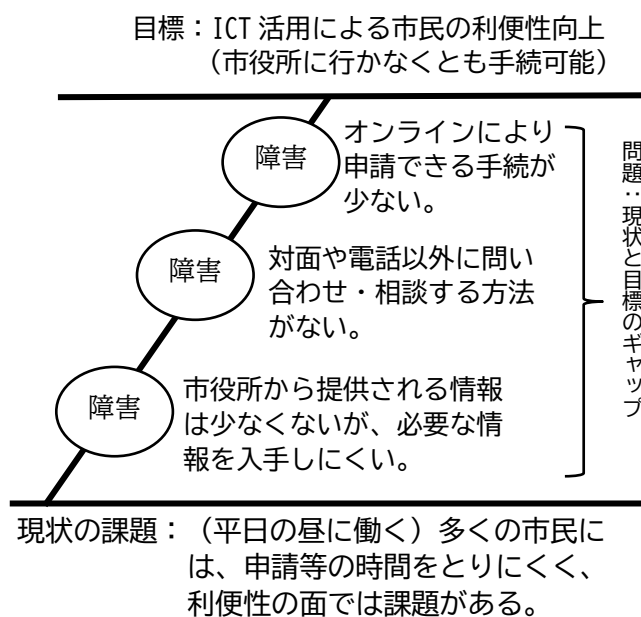 目標：ICT 活用による市民の利便性向上
（市役所に行かなくとも手続可能）
障害
オンラインにより
申請できる手続が
少ない。
問題：現状と目標のギャップ
障害
対面や電話以外に問い
合わせ・相談する方法
がない。
障害
市役所から提供される情報
は少なくないが、必要な情
報を入手しにくい。
現状の課題：（平日の昼に働く）多くの市民に
は、申請等の時間をとりにくく、
利便性の面では課題がある。